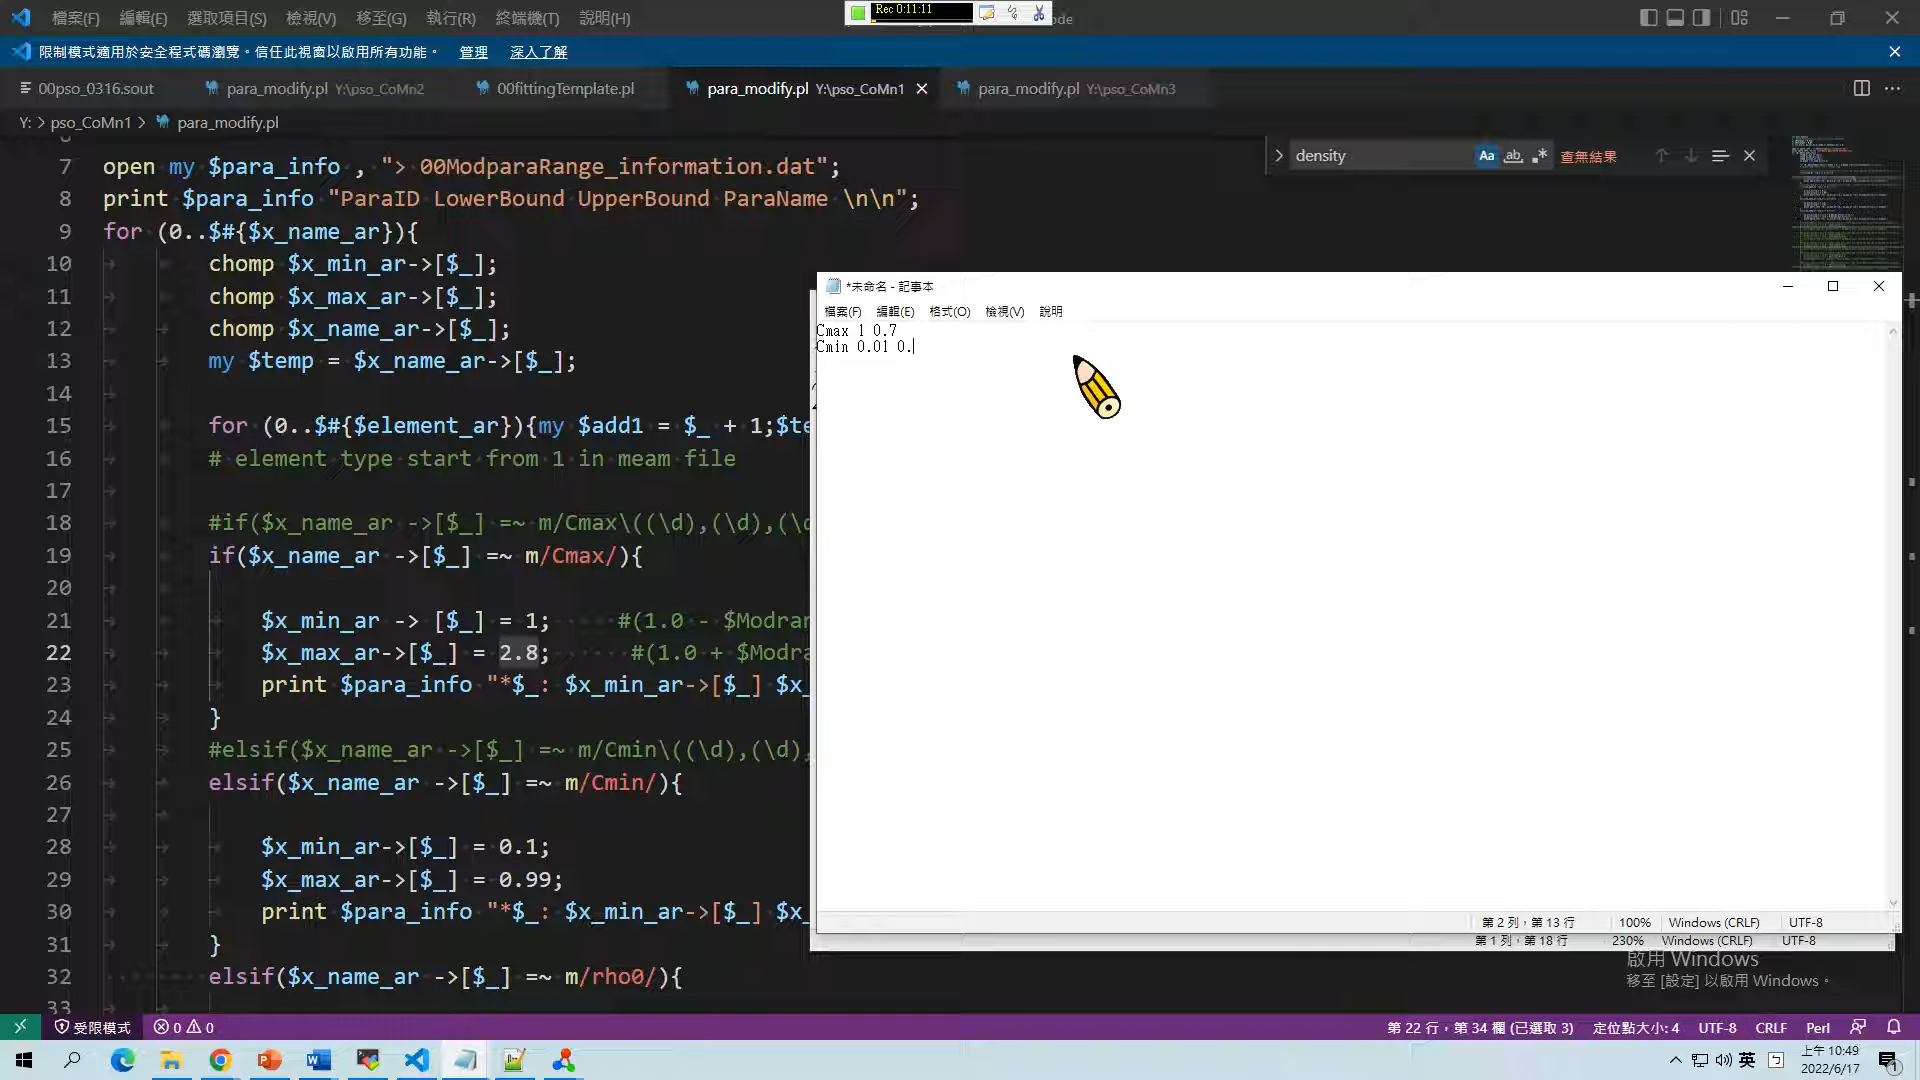 檔案(F) 編輯(E) 選取項目(S) 檢視(V) 移至(G) 執行(R) 終端機(T) 說明(H)
Rec 0:11:11
ode
限制模式適用於安全程式碼瀏覽。信任此視窗以啟用所有功能。 管理 深入了解
00pso_0316.sout para_modify.pl Y:\pso_CoMn2 00fittingTemplate.pl para_modify.pl Y:\pso_CoMn1 para_modify.pl Y:\pso_CoMn3
Y: > pso_CoMn1 > para_modify.pl
density Aa ab 查無結果
7 open my $para_info , "> 00ModparaRange_information.dat";
8 print $para_info "ParaID LowerBound UpperBound ParaName \n\n";
9 for (0..$#{$x_name_ar}){
10 chomp $x_min_ar->[$_];
11 chomp $x_max_ar->[$_];
12 chomp $x_name_ar->[$_];
13 my $temp = $x_name_ar->[$_];
14
15 for (0..$#{$element_ar}){my $add1 = $_ + 1;$te
16 # element type start from 1 in meam file
17
18 #if($x_name_ar ->[$_] =~ m/Cmax\((\d),(\d),(\d
19 if($x_name_ar ->[$_] =~ m/Cmax/){
20
21 $x_min_ar -> [$_] = 1; #(1.0 - $Modran
22 $x_max_ar->[$_] = 2.8; #(1.0 + $Modra
23 print $para_info "*$_: $x_min_ar->[$_] $x_
24 }
25 #elsif($x_name_ar ->[$_] =~ m/Cmin\((\d),(\d),
26 elsif($x_name_ar ->[$_] =~ m/Cmin/){
27
28 $x_min_ar->[$_] = 0.1;
29 $x_max_ar->[$_] = 0.99;
30 print $para_info "*$_: $x_min_ar->[$_] $x_
31 }
32 elsif($x_name_ar ->[$_] =~ m/rho0/){
33
*未命名 - 記事本
檔案(F) 編輯(E) 格式(O) 檢視(V) 說明
Cmax 1 0.7
Cmin 0.01 0.
第 2 列，第 13 行 100% Windows (CRLF) UTF-8
第 1 列，第 18 行 230% Windows (CRLF) UTF-8
啟用 Windows
移至 [設定] 以啟用 Windows。
受限模式 0 0 第 22 行，第 34 欄 (已選取 3) 定位點大小: 4 UTF-8 CRLF Perl
英 上午 10:49
2022/6/17 1